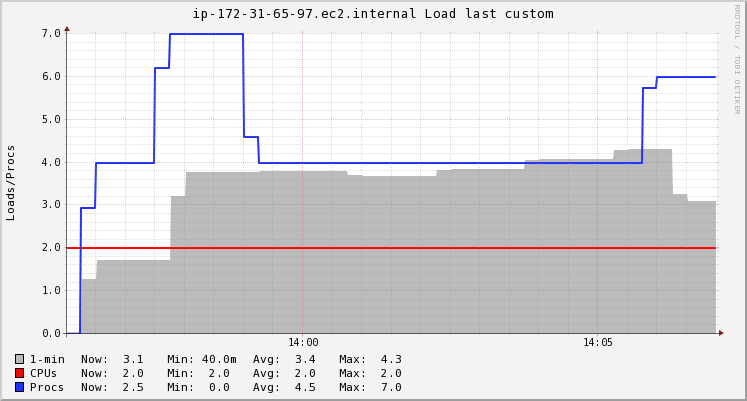 ip-172-31-65-97.ec2.internal Load last custom
RRDTOOL / TOBI OETIKER
Loads/Procs
7.0
6.0
5.0
4.0
3.0
2.0
1.0
0.0
14:00 14:05
1-min Now: 3.1 Min: 40.0m Avg: 3.4 Max: 4.3
CPUs Now: 2.0 Min: 2.0 Avg: 2.0 Max: 2.0
Procs Now: 2.5 Min: 0.0 Avg: 4.5 Max: 7.0